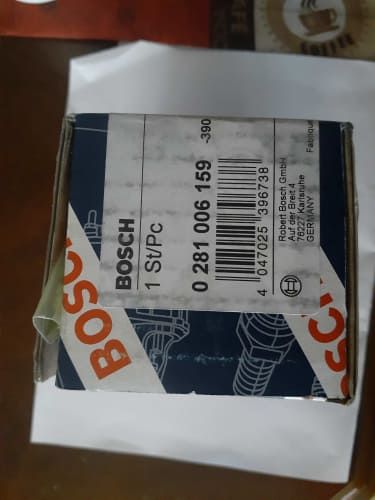 BOSCH
1 St/Pc
0 281 006 159
-390
4 047025 396738
Robert Bosch GmbH
Auf der Breit 4
76227 Karlsruhe
GERMANY
BOSCH